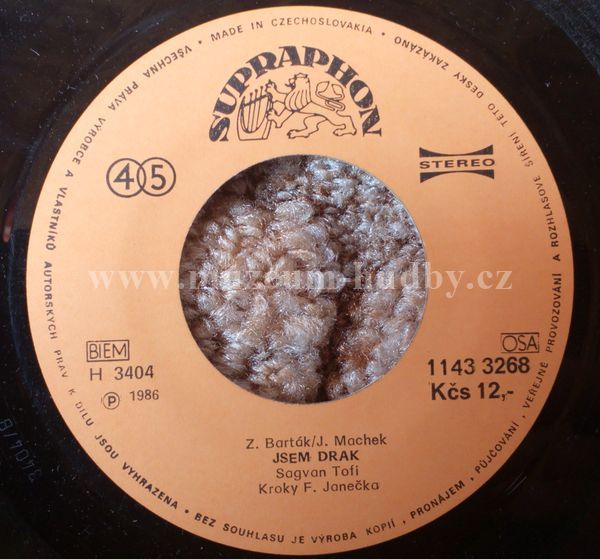 MADE IN CZECHOSLOVAKIA • VŠECHNA PRÁVA VÝROBCE A VLASTNÍKŮ AUTORSKÝCH PRÁV K DÍLU JSOU VYHRAZENA • BEZ SOUHLASU JE VÝROBA KOPIÍ, PRONÁJEM, PŮJČOVÁNÍ, VEŘEJNÉ PROVOZOVÁNÍ A ROZHLASOVÉ ŠÍŘENÍ TÉTO DESKY ZAKÁZÁNO •
SUPRAPHON
45
STEREO
www.muzeum-hudby.cz
BIEM
OSA
H 3404
1143 3268
Ⓟ 1986
Kčs 12,-
Z. Barták/J. Machek
JSEM DRAK
Sagvan Tofi
Kroky F. Janečka